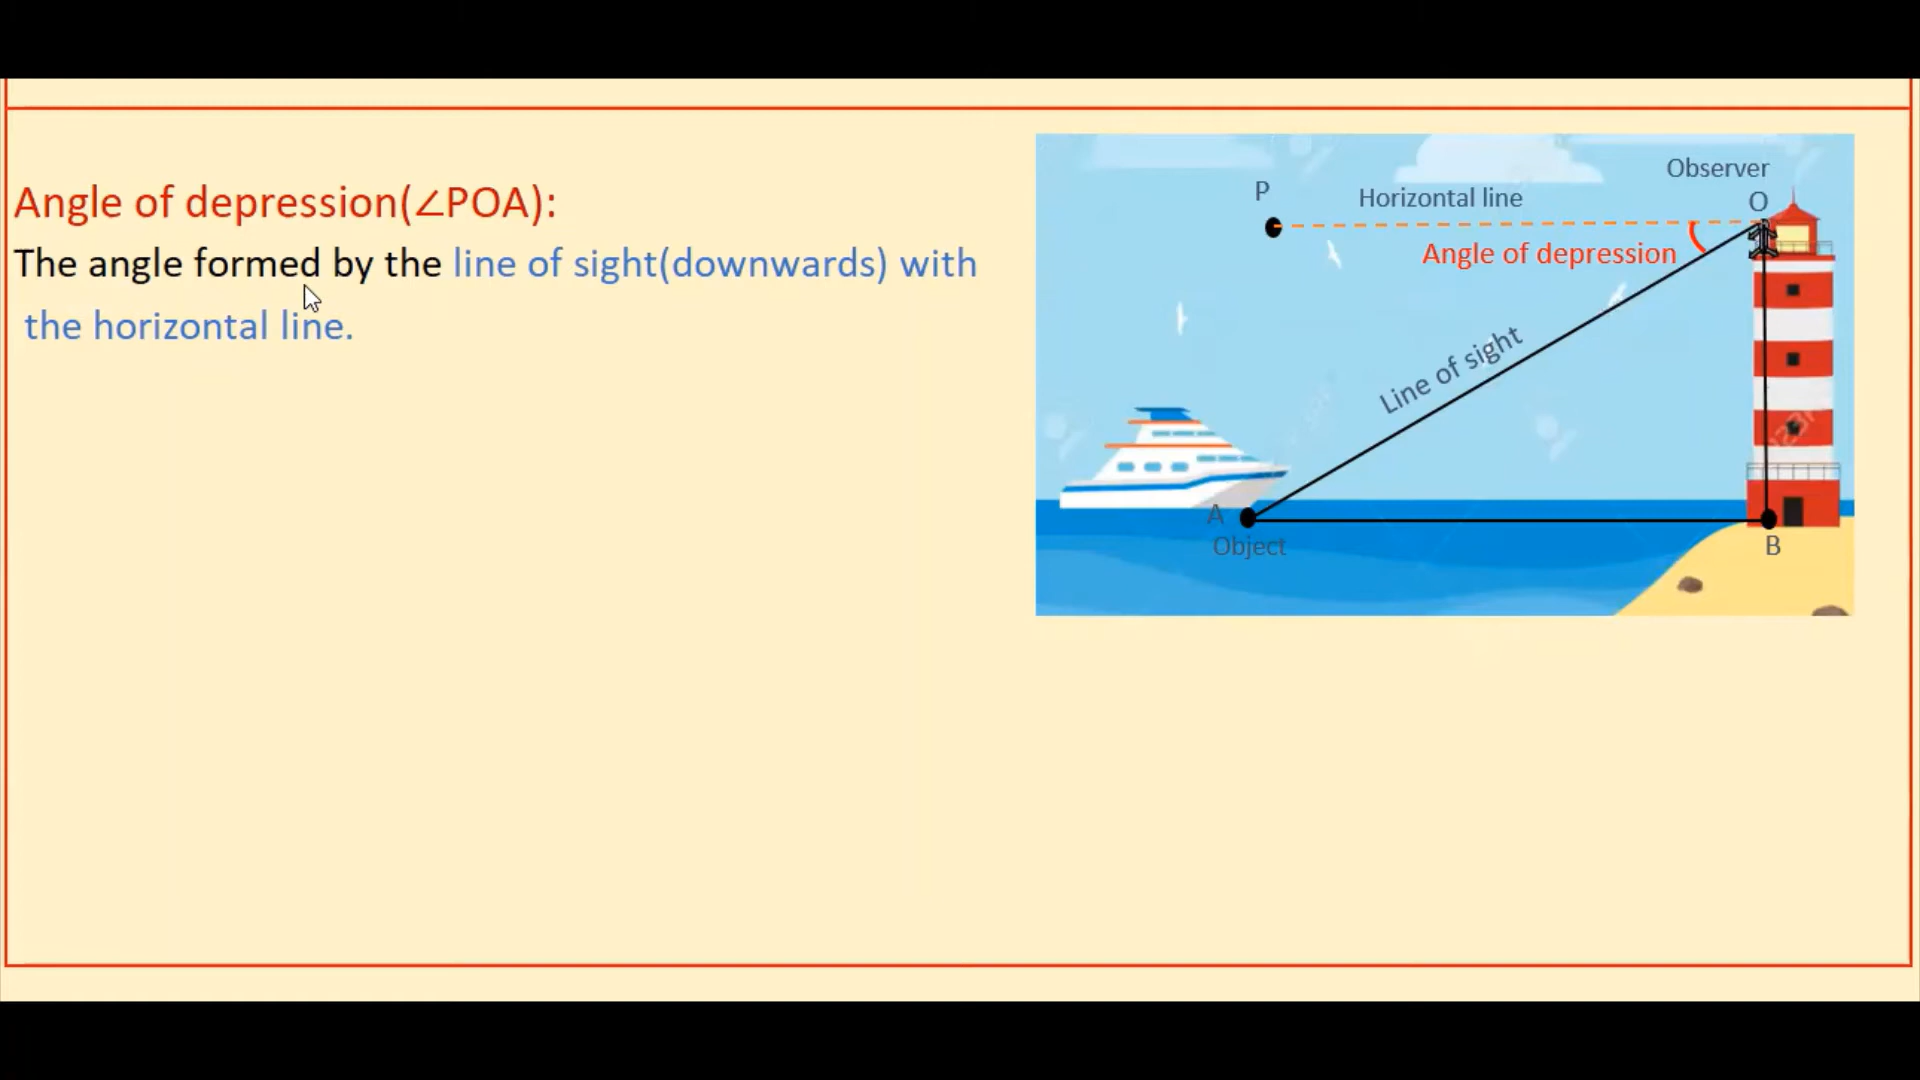 Angle of depression(∠POA):
The angle formed by the line of sight(downwards) with
the horizontal line.
Observer
P
Horizontal line
O
Angle of depression
Line of sight
A
Object
B